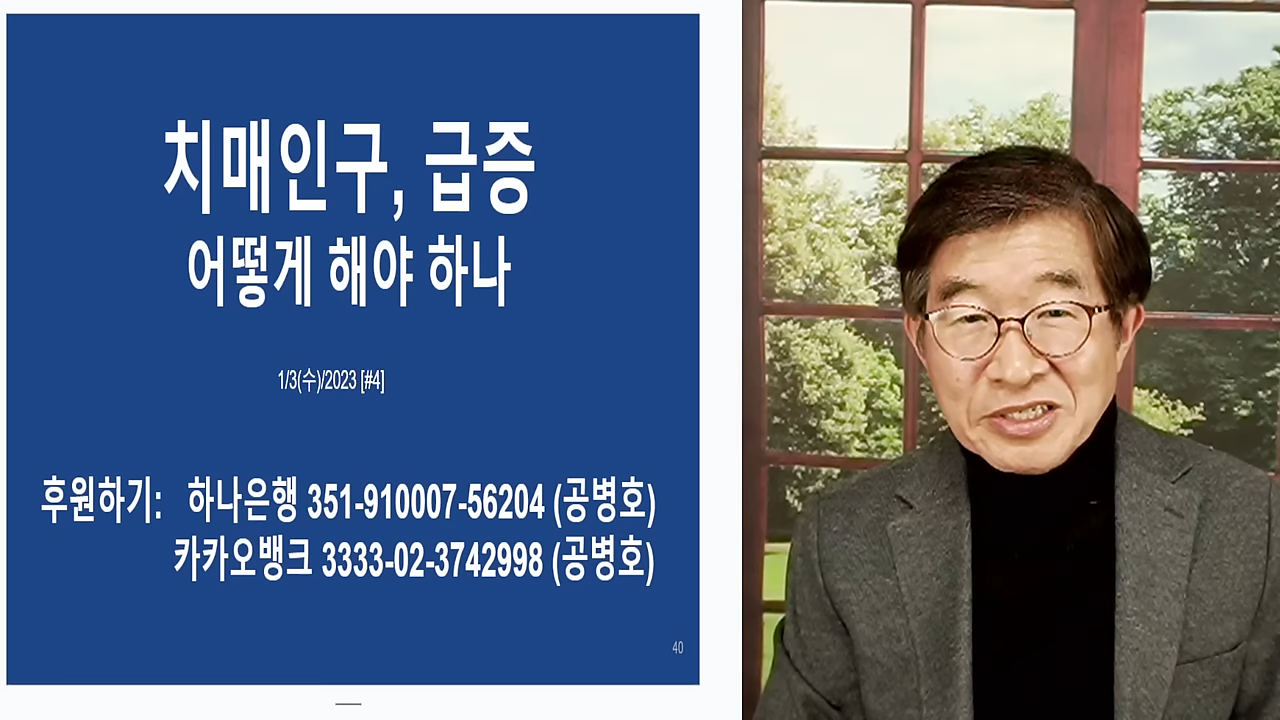 치매인구, 급증
어떻게 해야 하나
1/3(수)/2023 [#4]
후원하기: 하나은행 351-910007-56204 (공병호)
카카오뱅크 3333-02-3742998 (공병호)
40